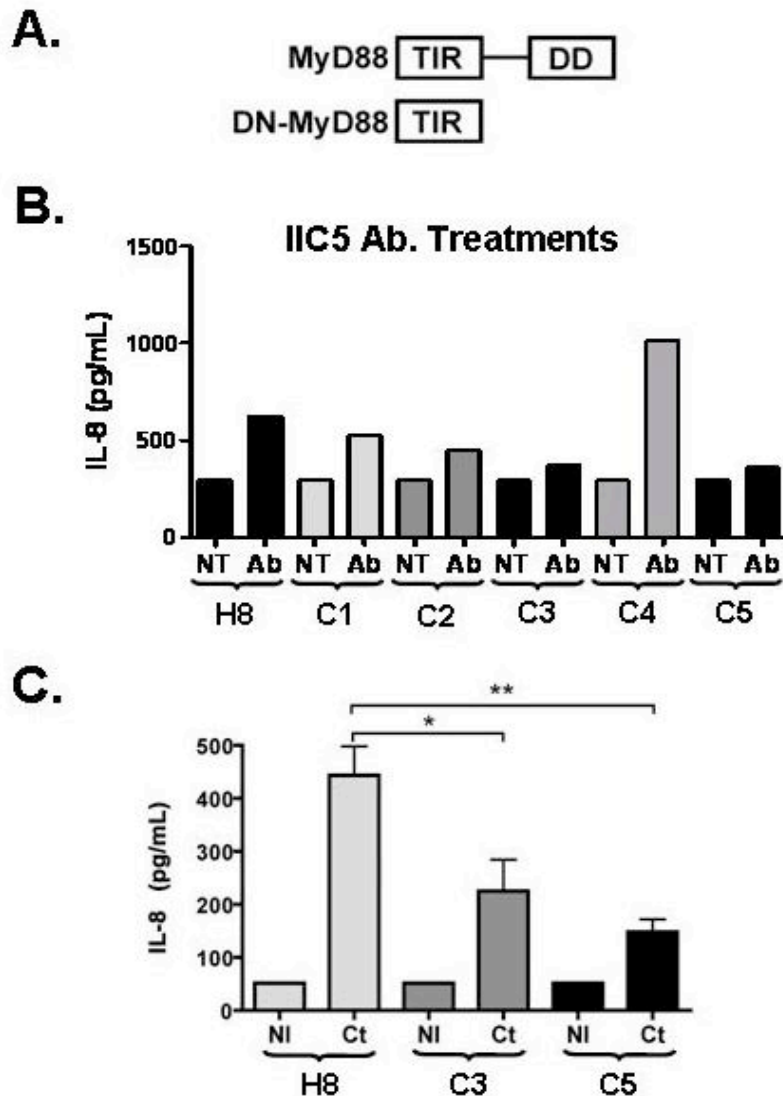 A.
MyD88 TIR DD
DN-MyD88 TIR
B.
IIC5 Ab. Treatments
IL-8 (pg/mL)
1500
1000
500
0
NT Ab NT Ab NT Ab NT Ab NT Ab NT Ab
H8 C1 C2 C3 C4 C5
C.
**
*
IL-8 (pg/mL)
500
400
300
200
100
0
NI Ct NI Ct NI Ct
H8 C3 C5